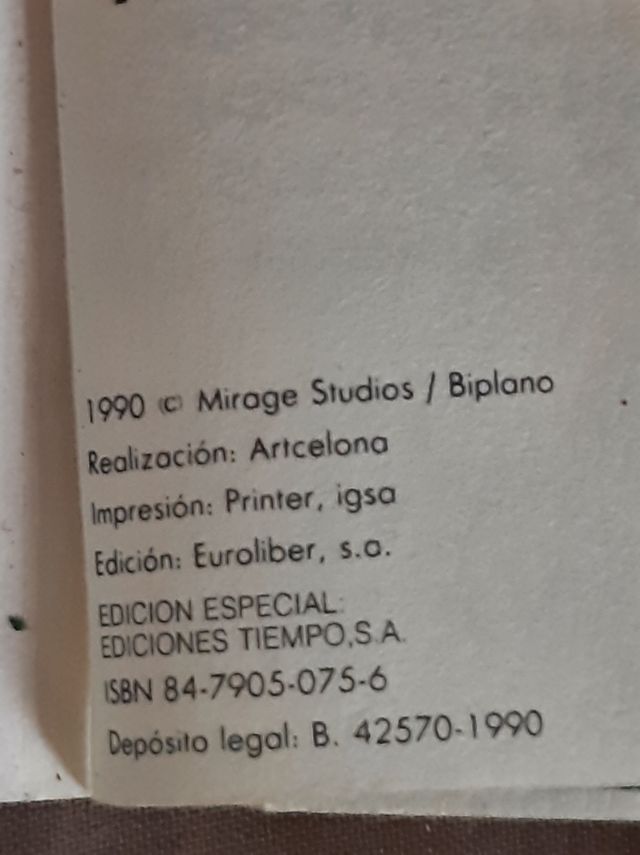 1990 © Mirage Studios / Biplano
Realización: Artcelona
Impresión: Printer, igsa
Edición: Euroliber, s.a.
EDICION ESPECIAL:
EDICIONES TIEMPO,S.A.
ISBN 84-7905-075-6
Depósito legal: B. 42570-1990